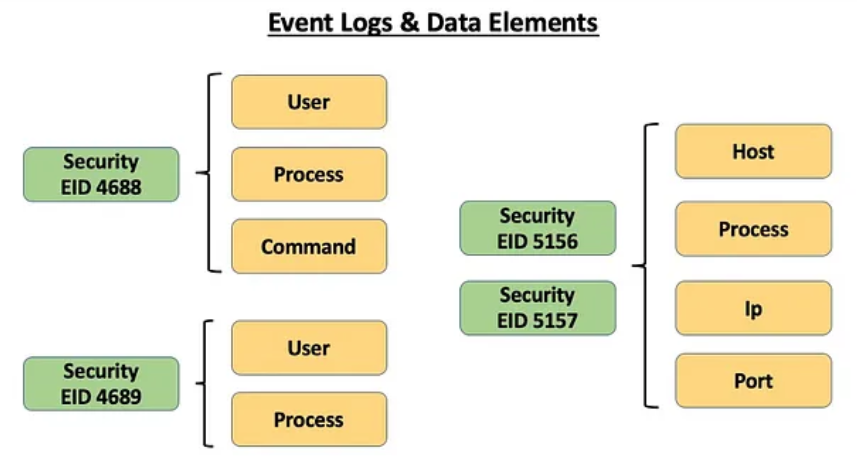 Event Logs & Data Elements
Security
EID 4688
User
Process
Command
Security
EID 4689
User
Process
Security
EID 5156
Security
EID 5157
Host
Process
Ip
Port